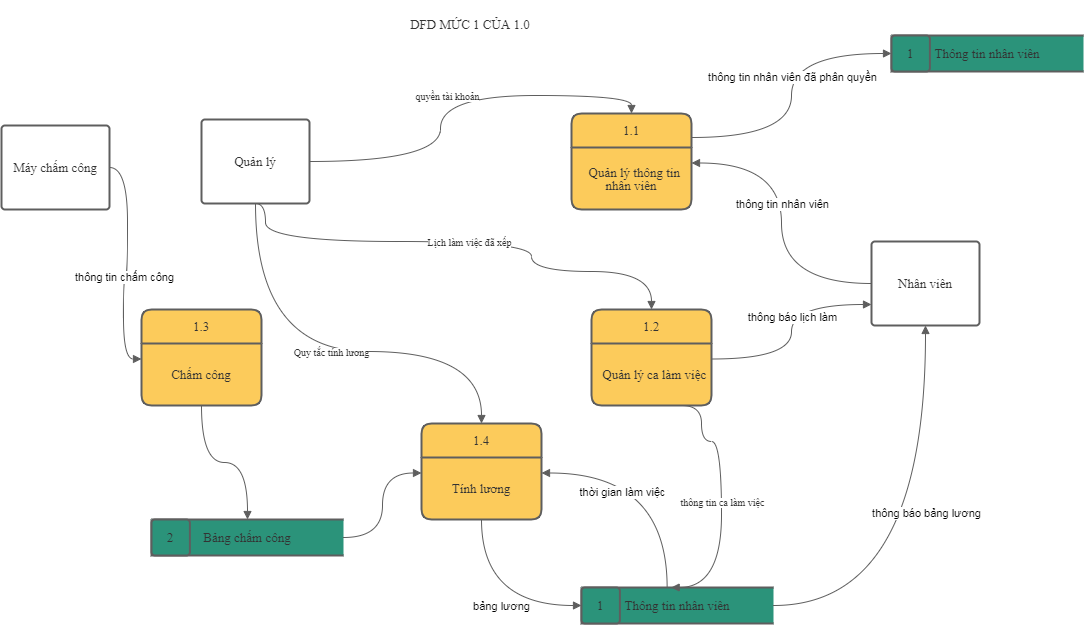 DFD MỨC 1 CỦA 1.0
1
Thông tin nhân viên
thông tin nhân viên đã phân quyền
quyền tài khoản
1.1
Quản lý thông tin
nhân viên
Máy chấm công
Quản lý
thông tin nhân viên
Lịch làm việc đã xếp
Nhân viên
thông tin chấm công
1.3
Chấm công
1.2
Quản lý ca làm việc
thông báo lịch làm
Quy tắc tính lương
1.4
Tính lương
thời gian làm việc
thông tin ca làm việc
thông báo bảng lương
2
Bảng chấm công
bảng lương
1
Thông tin nhân viên